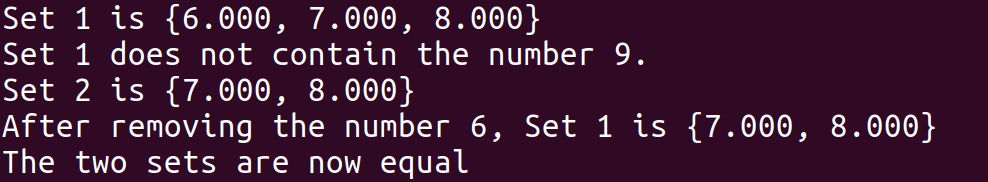 Set 1 is {6.000, 7.000, 8.000}
Set 1 does not contain the number 9.
Set 2 is {7.000, 8.000}
After removing the number 6, Set 1 is {7.000, 8.000}
The two sets are now equal